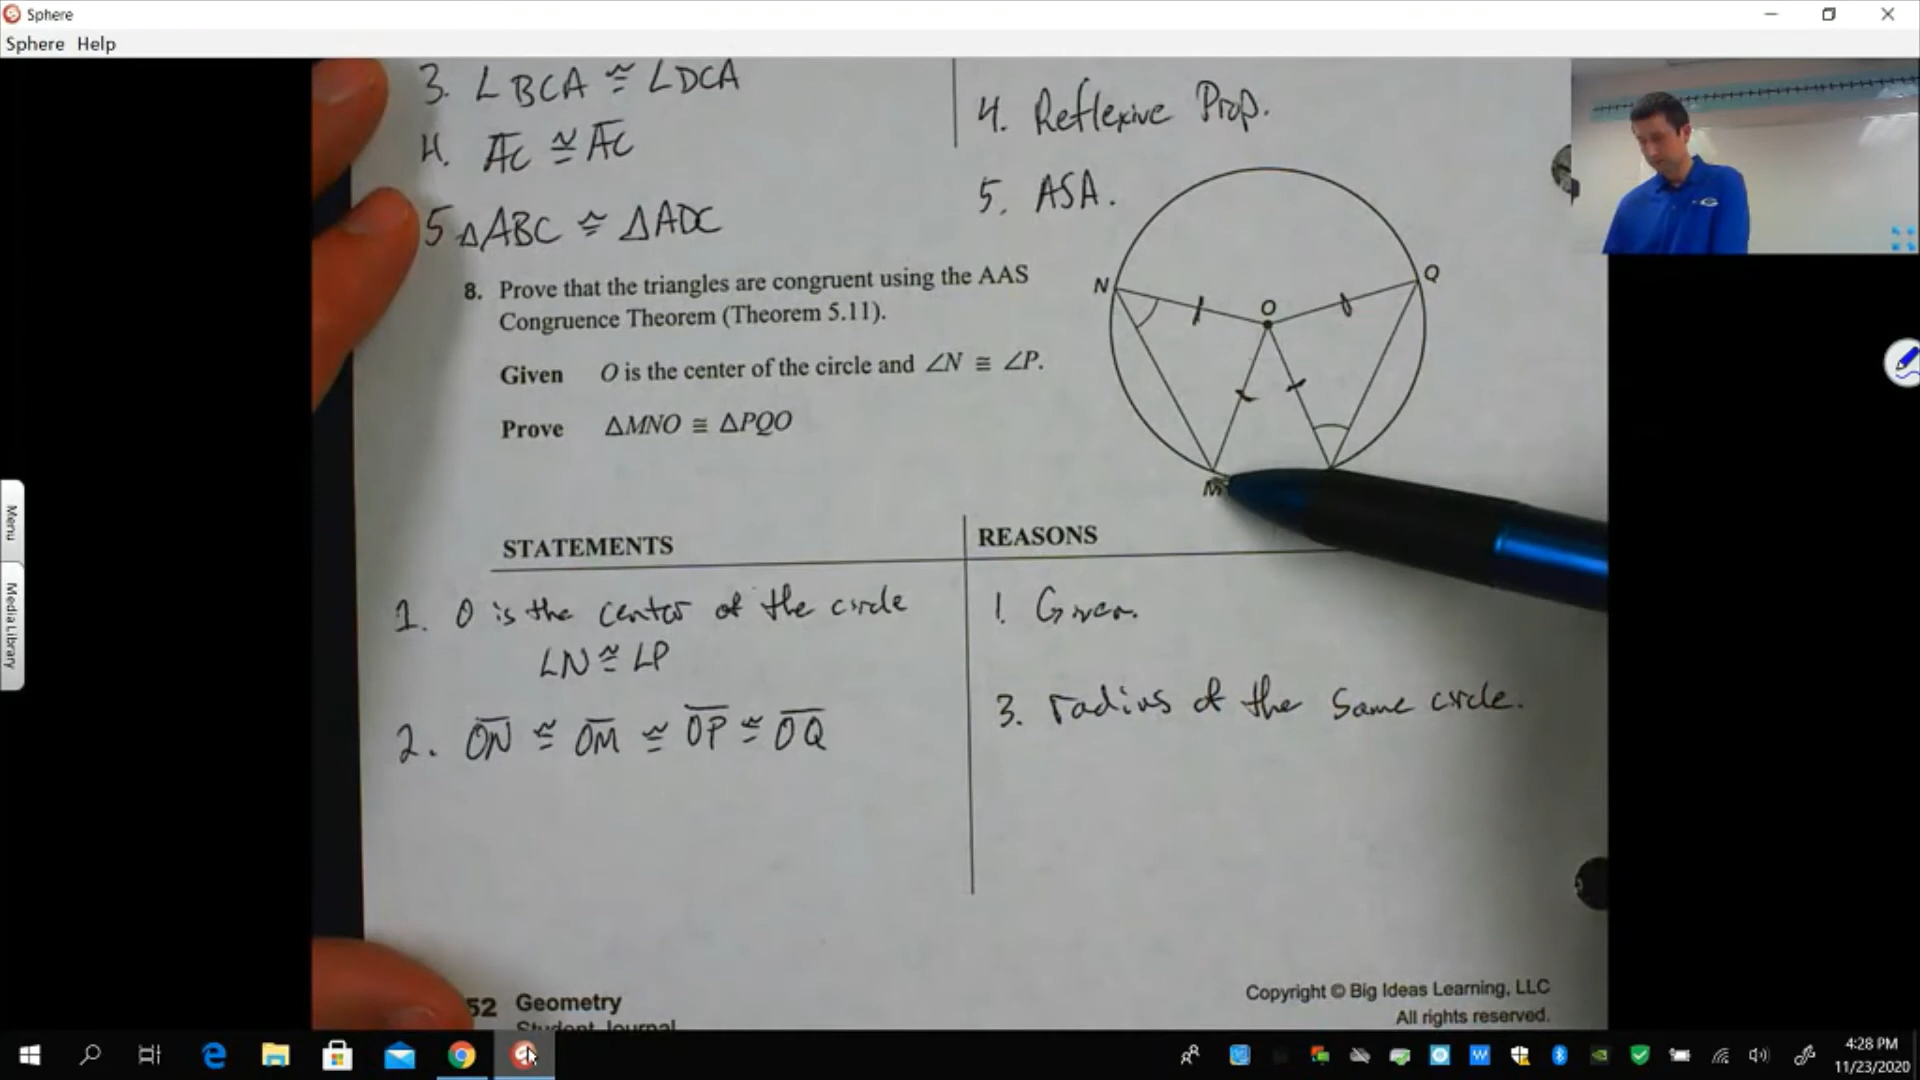 Sphere
Sphere Help
3. ∠BCA ≅ ∠DCA
4. Reflexive Prop.
4. AC ≅ AC
5. ASA.
5 △ABC ≅ △ADC
8. Prove that the triangles are congruent using the AAS
Congruence Theorem (Theorem 5.11).
Given O is the center of the circle and ∠N ≅ ∠P.
Prove △MNO ≅ △PQO
N
O
Q
M
STATEMENTS
REASONS
1. O is the center of the circle
∠N ≅ ∠P
1. Given.
2. ON ≅ OM ≅ OP ≅ OQ
3. radius of the same circle.
52 Geometry
Student Journal
Copyright © Big Ideas Learning, LLC
All rights reserved.
Menu
Media Library
4:28 PM
11/23/2020